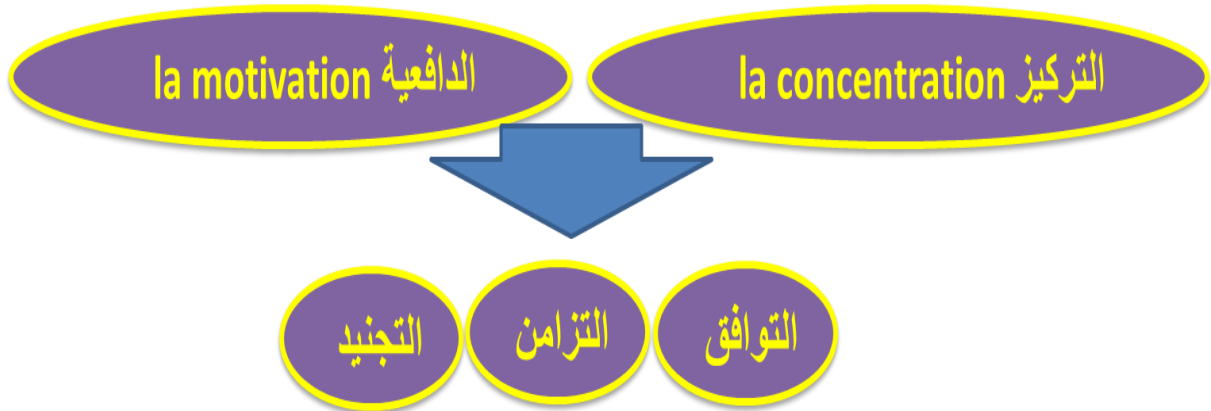 التركيز la concentration
الدافعية la motivation
التوافق
التزامن
التجنيد